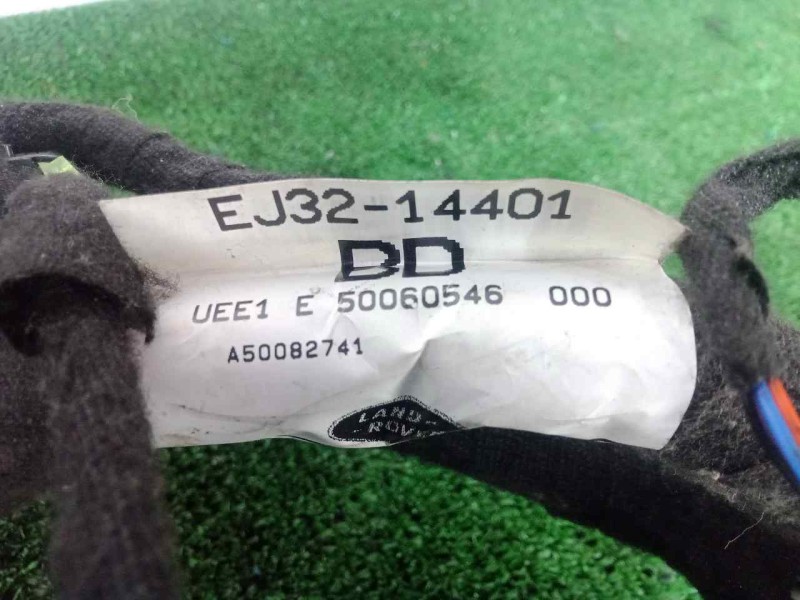 EJ32-14401
BD
UEE1 E 50060546 000
A50082741
LAND-
-ROVER